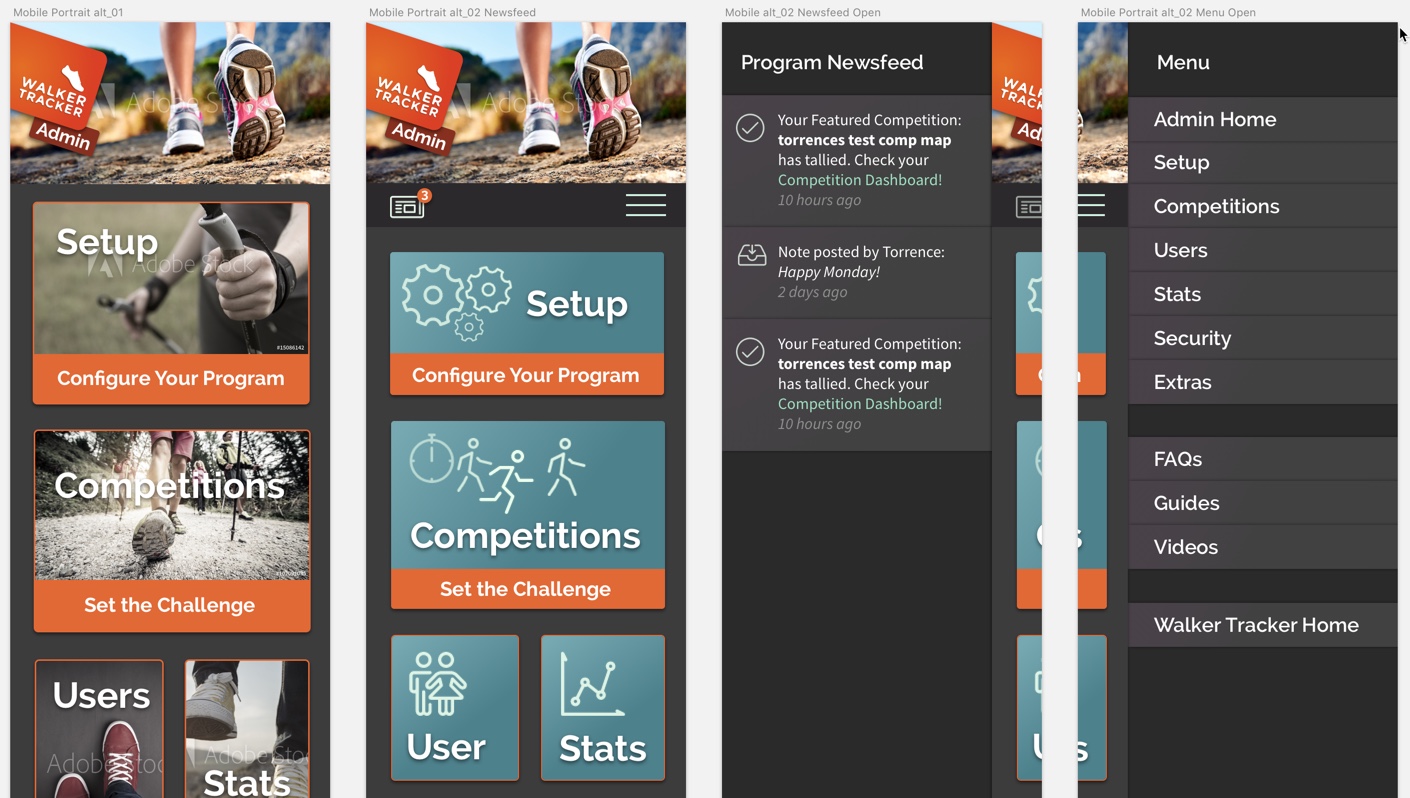 Mobile Portrait alt_01
WALKER
TRACKER
Admin
Adobe Stock
Setup
Adobe Stock
#15086142
Configure Your Program
Competitions
Set the Challenge
Users
Adobe Stoc
Adobe Sto
Stats
Mobile Portrait alt_02 Newsfeed
WALKER
TRACKER
Admin
Adobe Stock
3
Setup
Configure Your Program
Competitions
Set the Challenge
User
Stats
Mobile alt_02 Newsfeed Open
Program Newsfeed
Your Featured Competition:
torrences test comp map
has tallied. Check your
Competition Dashboard!
10 hours ago
Note posted by Torrence:
Happy Monday!
2 days ago
Your Featured Competition:
torrences test comp map
has tallied. Check your
Competition Dashboard!
10 hours ago
Mobile Portrait alt_02 Menu Open
Menu
Admin Home
Setup
Competitions
Users
Stats
Security
Extras
FAQs
Guides
Videos
Walker Tracker Home